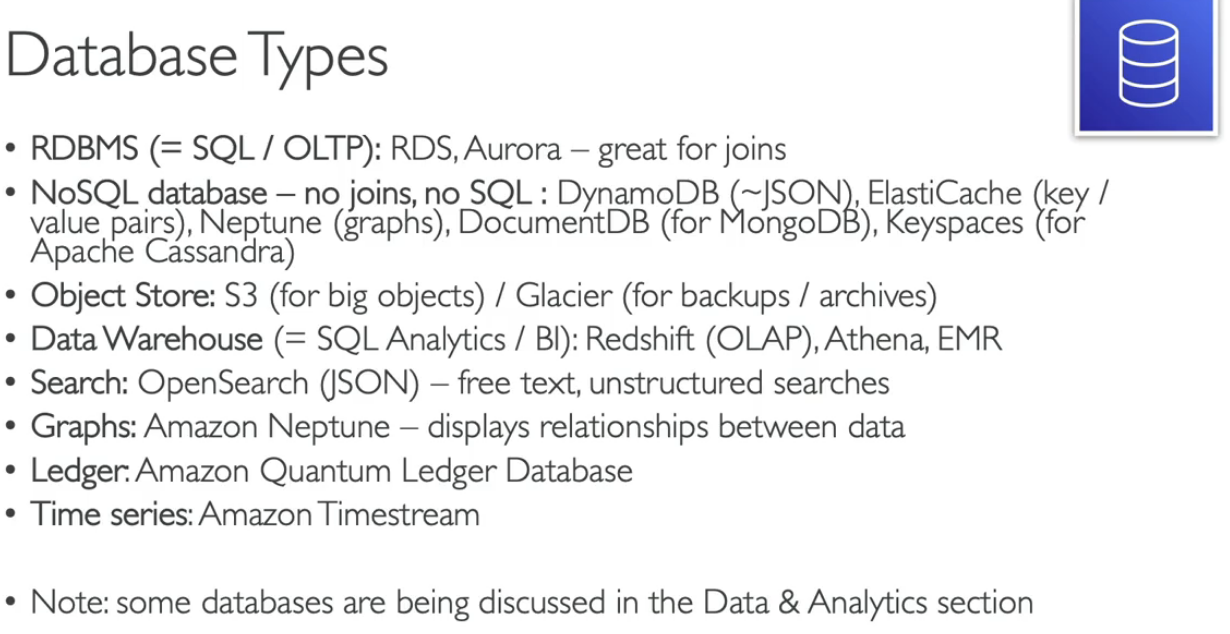 Database Types
• RDBMS (= SQL / OLTP): RDS, Aurora – great for joins
• NoSQL database – no joins, no SQL : DynamoDB (~JSON), ElastiCache (key /
value pairs), Neptune (graphs), DocumentDB (for MongoDB), Keyspaces (for
Apache Cassandra)
• Object Store: S3 (for big objects) / Glacier (for backups / archives)
• Data Warehouse (= SQL Analytics / BI): Redshift (OLAP), Athena, EMR
• Search: OpenSearch (JSON) – free text, unstructured searches
• Graphs: Amazon Neptune – displays relationships between data
• Ledger: Amazon Quantum Ledger Database
• Time series: Amazon Timestream
• Note: some databases are being discussed in the Data & Analytics section